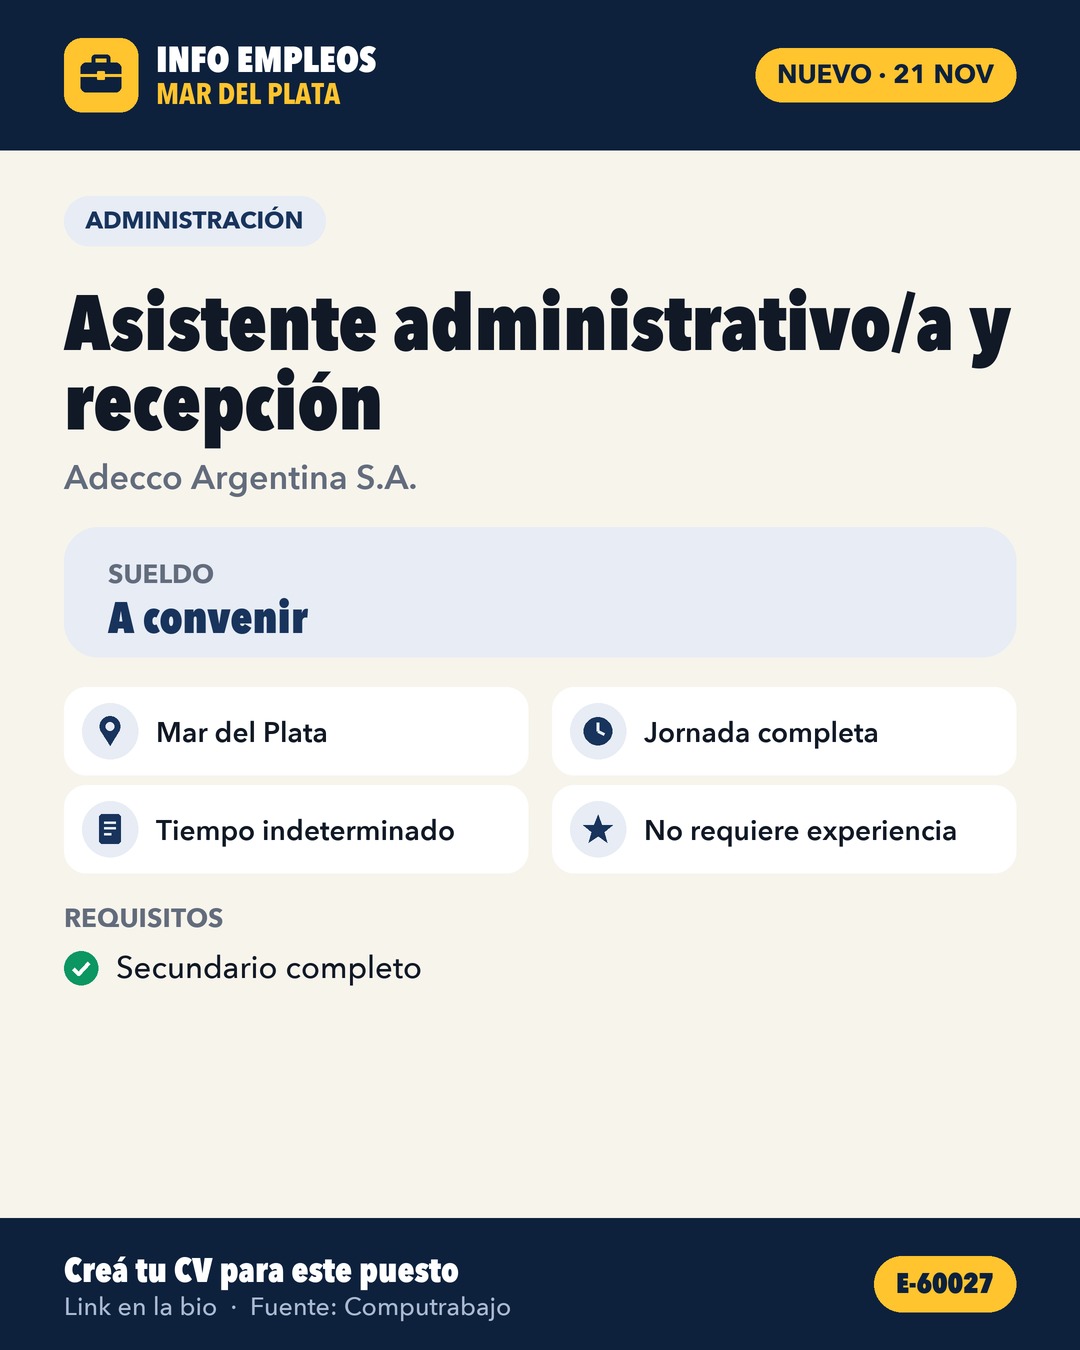 INFO EMPLEOS
MAR DEL PLATA
NUEVO · 21 NOV
ADMINISTRACIÓN
Asistente administrativo/a y
recepción
Adecco Argentina S.A.
SUELDO
A convenir
Mar del Plata
Jornada completa
Tiempo indeterminado
No requiere experiencia
REQUISITOS
Secundario completo
Creá tu CV para este puesto
Link en la bio · Fuente: Computrabajo
E-60027